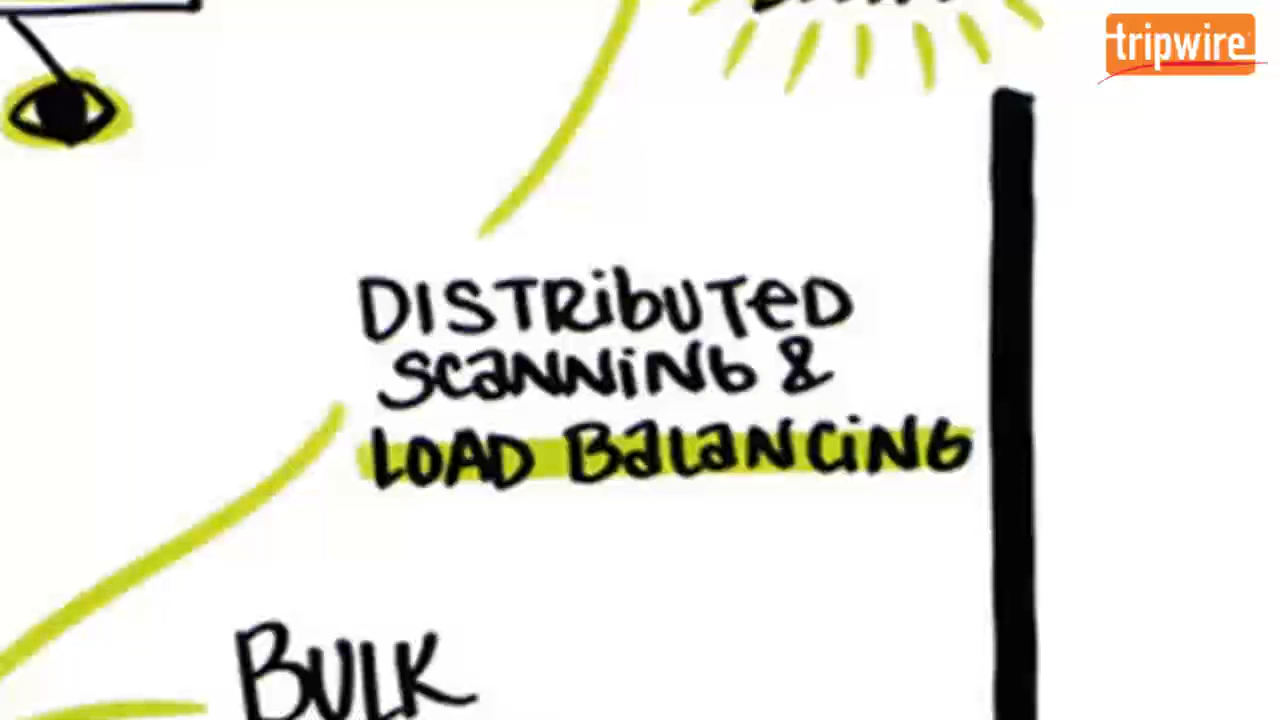 tripwire
DISTRIBUTED
SCANNING &
LOAD BALANCING
BULK